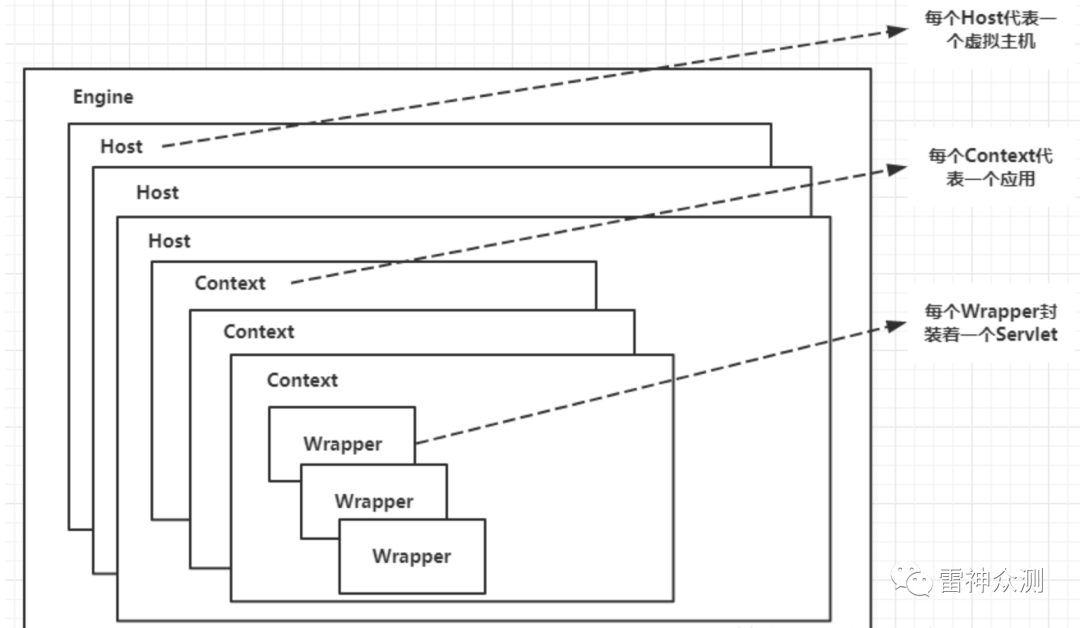 每个Host代表一
个虚拟主机
Engine
Host
Host
每个Context代
表一个应用
Host
Context
每个Wrapper封
装着一个Servlet
Context
Context
Wrapper
Wrapper
Wrapper
雷神众测